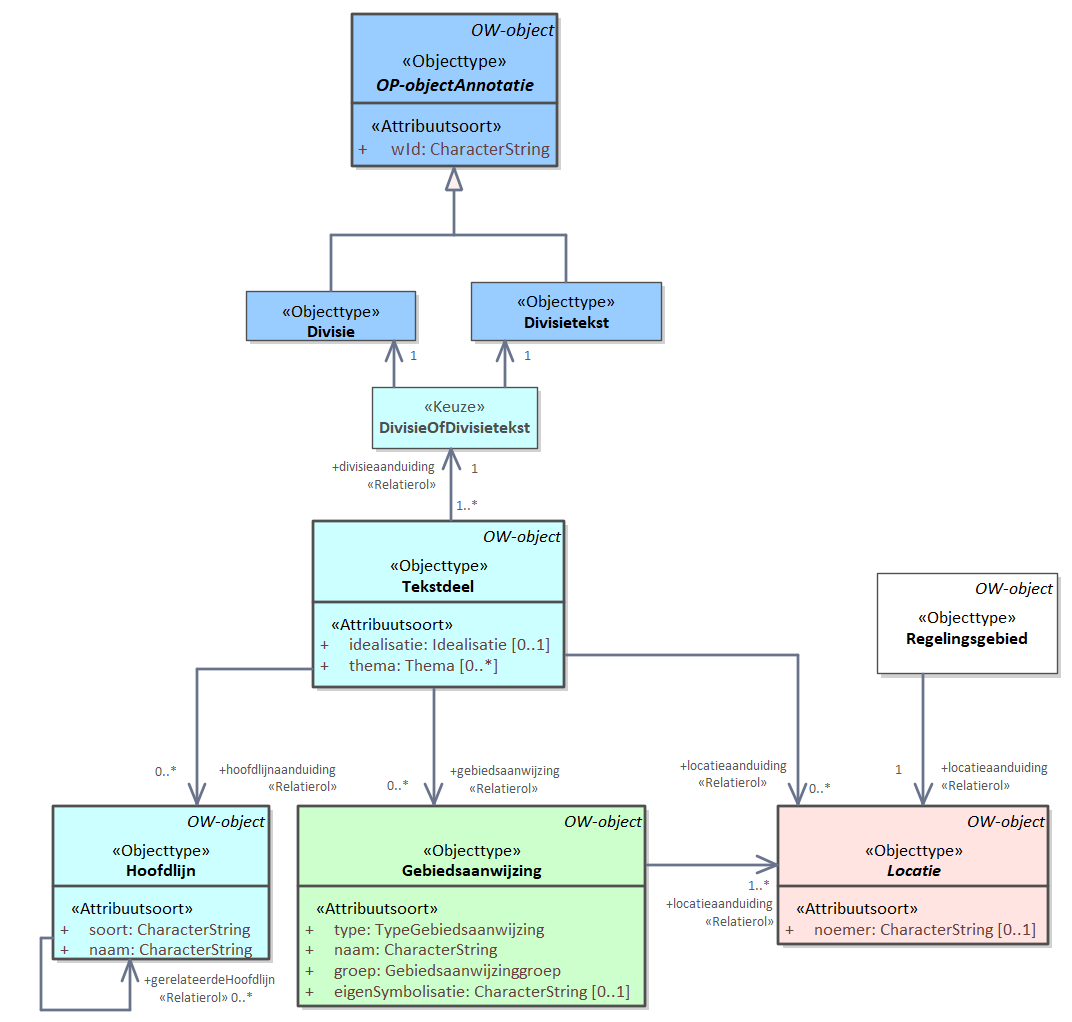 OW-object
«Objecttype»
OP-objectAnnotatie
«Attribuutsoort»
+ wId: CharacterString
«Objecttype»
Divisie
«Objecttype»
Divisietekst
1
1
«Keuze»
DivisieOfDivisietekst
+divisieaanduiding
«Relatierol»
1
1..*
OW-object
«Objecttype»
Tekstdeel
«Attribuutsoort»
+ idealisatie: Idealisatie [0..1]
+ thema: Thema [0..*]
OW-object
«Objecttype»
Regelingsgebied
0..*
+hoofdlijnaanduiding
«Relatierol»
0..*
+gebiedsaanwijzing
«Relatierol»
+locatieaanduiding
«Relatierol»
0..*
1
+locatieaanduiding
«Relatierol»
OW-object
«Objecttype»
Hoofdlijn
«Attribuutsoort»
+ soort: CharacterString
+ naam: CharacterString
+gerelateerdeHoofdlijn
«Relatierol» 0..*
OW-object
«Objecttype»
Gebiedsaanwijzing
«Attribuutsoort»
+ type: TypeGebiedsaanwijzing
+ naam: CharacterString
+ groep: Gebiedsaanwijzinggroep
+ eigenSymbolisatie: CharacterString [0..1]
1..*
+locatieaanduiding
«Relatierol»
OW-object
«Objecttype»
Locatie
«Attribuutsoort»
+ noemer: CharacterString [0..1]